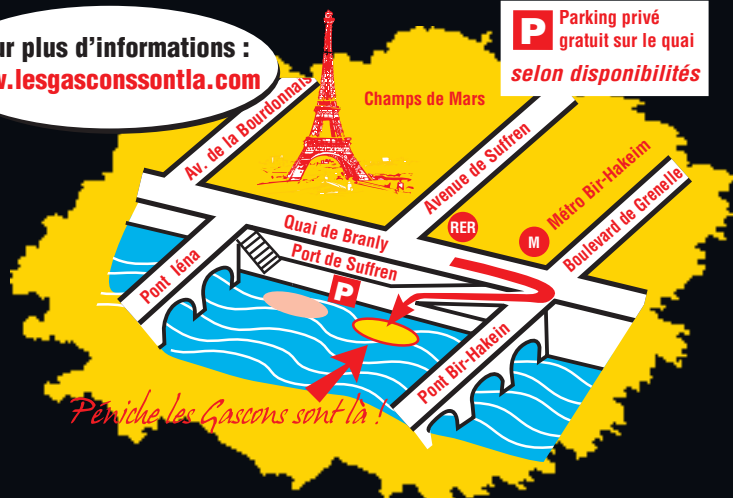 ur plus d’informations :
w.lesgasconssontla.com
P
Parking privé
gratuit sur le quai
selon disponibilités
Champs de Mars
Av. de la Bourdonnais
Avenue de Suffren
Métro Bir-Hakeim
Boulevard de Grenelle
RER
M
Quai de Branly
Port de Suffren
Pont Iéna
P
Pont Bir-Hakein
Péniche les Gascons sont là !